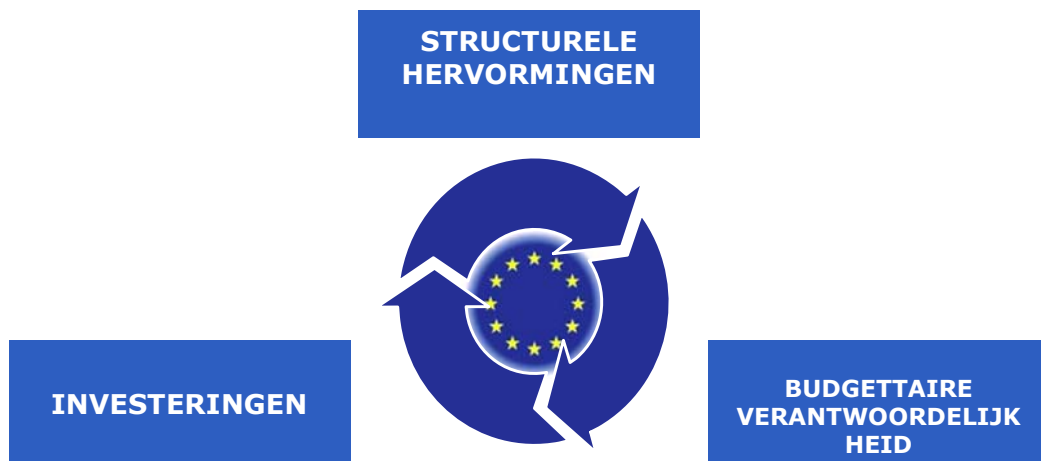 STRUCTURELE
HERVORMINGEN
INVESTERINGEN
BUDGETTAIRE
VERANTWOORDELIJK
HEID